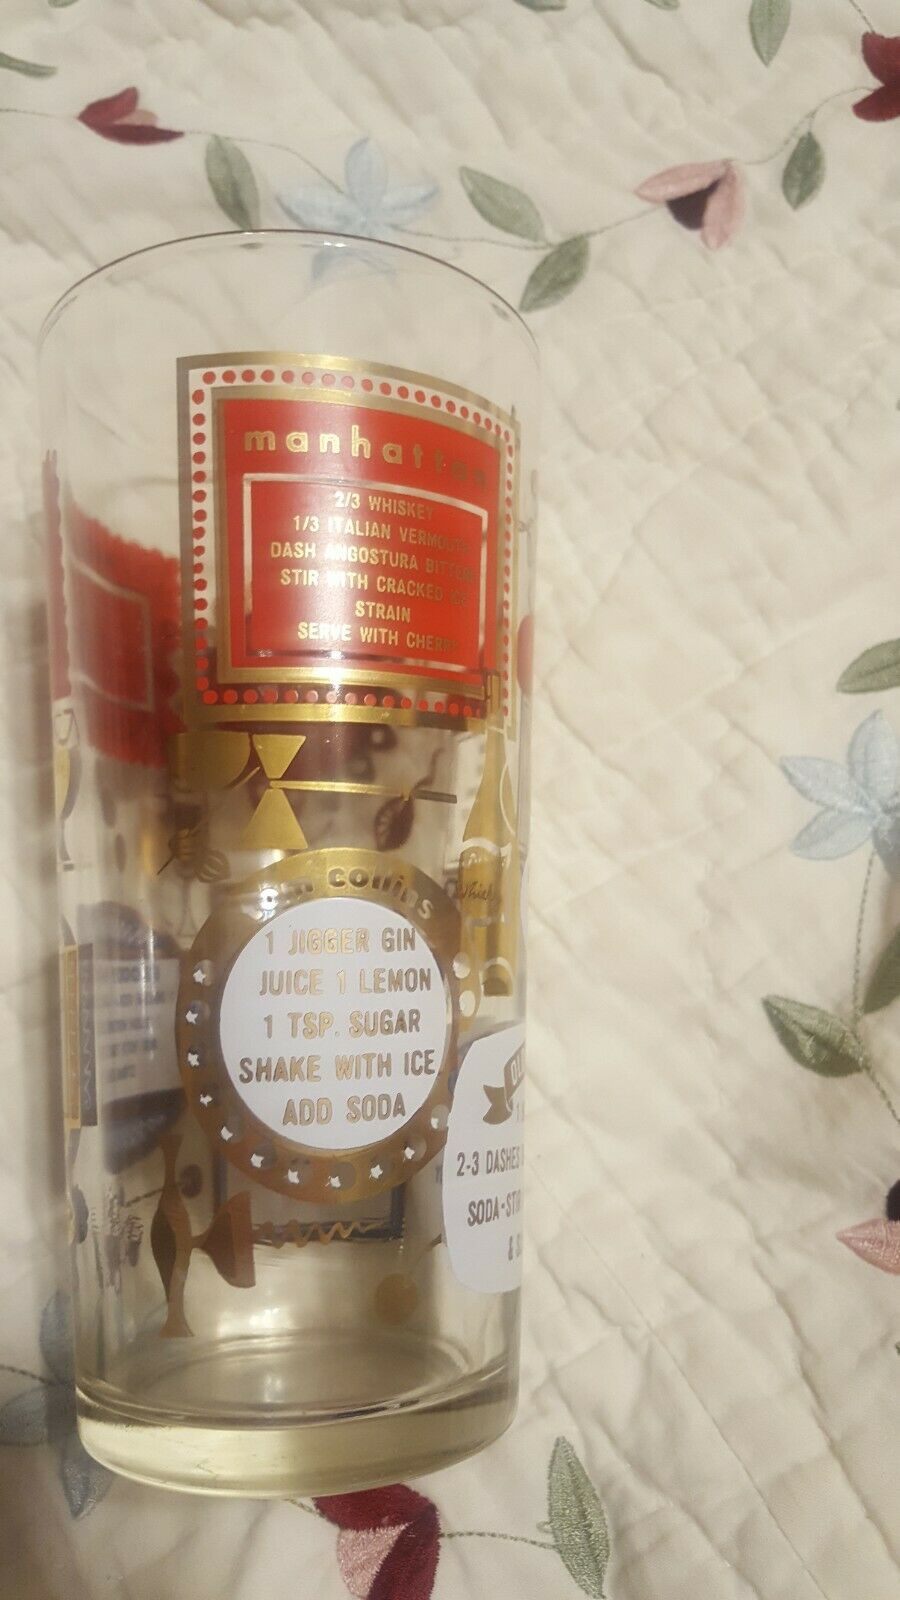 manhattan
2/3 WHISKEY
1/3 ITALIAN VERMOUTH
DASH ANGOSTURA BITTERS
STIR WITH CRACKED ICE
STRAIN
SERVE WITH CHERRY
collins
1 JIGGER GIN
JUICE 1 LEMON
1 TSP. SUGAR
SHAKE WITH ICE
ADD SODA
OL
2-3 DASHES
SODA-STIR
&